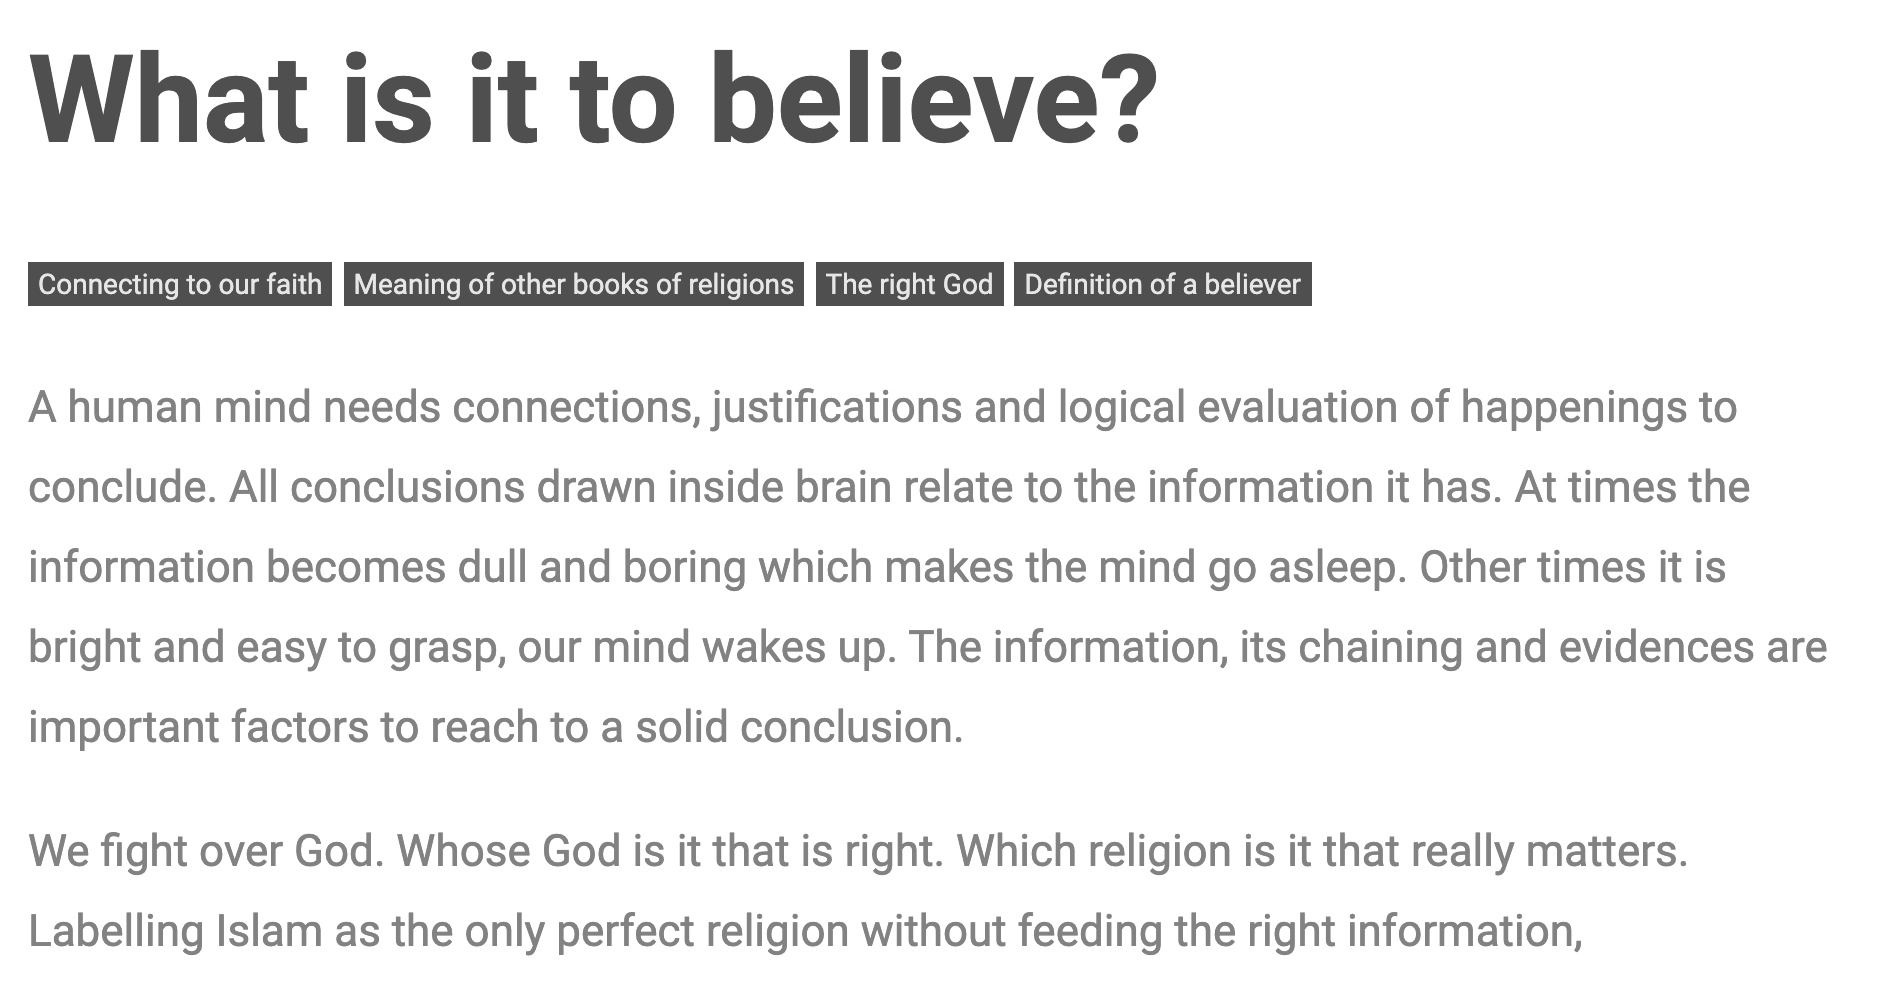 What is it to believe?
Connecting to our faith Meaning of other books of religions The right God Definition of a believer
A human mind needs connections, justifications and logical evaluation of happenings to
conclude. All conclusions drawn inside brain relate to the information it has. At times the
information becomes dull and boring which makes the mind go asleep. Other times it is
bright and easy to grasp, our mind wakes up. The information, its chaining and evidences are
important factors to reach to a solid conclusion.
We fight over God. Whose God is it that is right. Which religion is it that really matters.
Labelling Islam as the only perfect religion without feeding the right information,